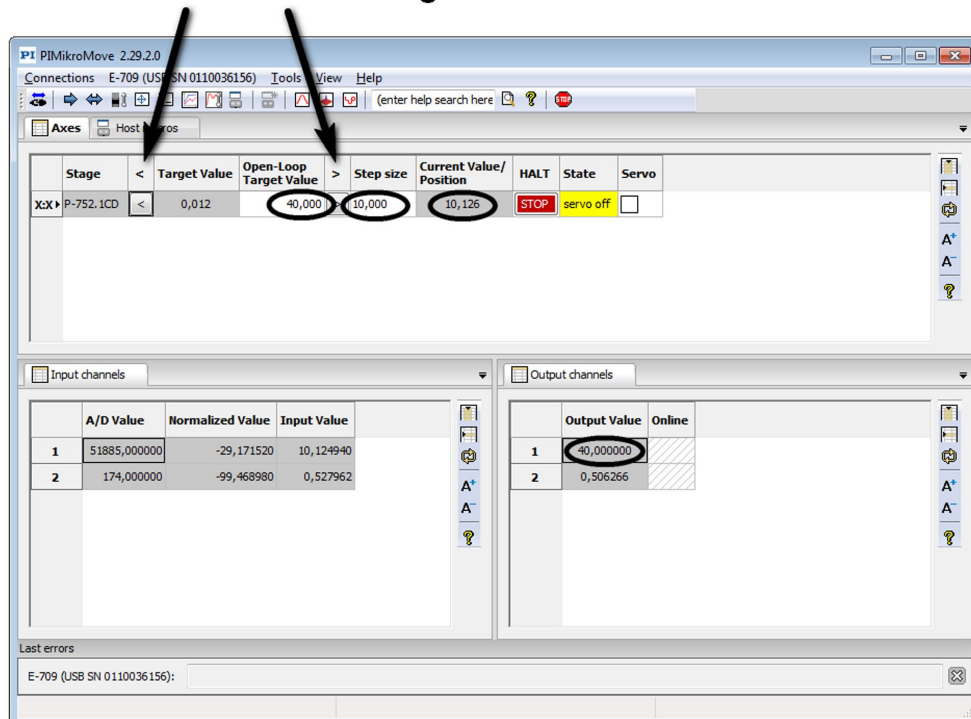 PI PIMikroMove 2.29.2.0
Connections E-709 (USB SN 0110036156) Tools View Help
(enter help search here
STOP
Axes Host
Stage < Target Value Open-Loop Target Value > Step size Current Value/ Position HALT State Servo
X:X P-752.1CD < 0,012 40,000 > 10,000 10,126 STOP servo off
A+
A-
Input channels
A/D Value Normalized Value Input Value
1 51885,000000 -29,171520 10,124940
2 174,000000 -99,468980 0,527962
A+
A-
Output channels
Output Value Online
1 40,000000
2 0,506266
A+
A-
Last errors
E-709 (USB SN 0110036156):